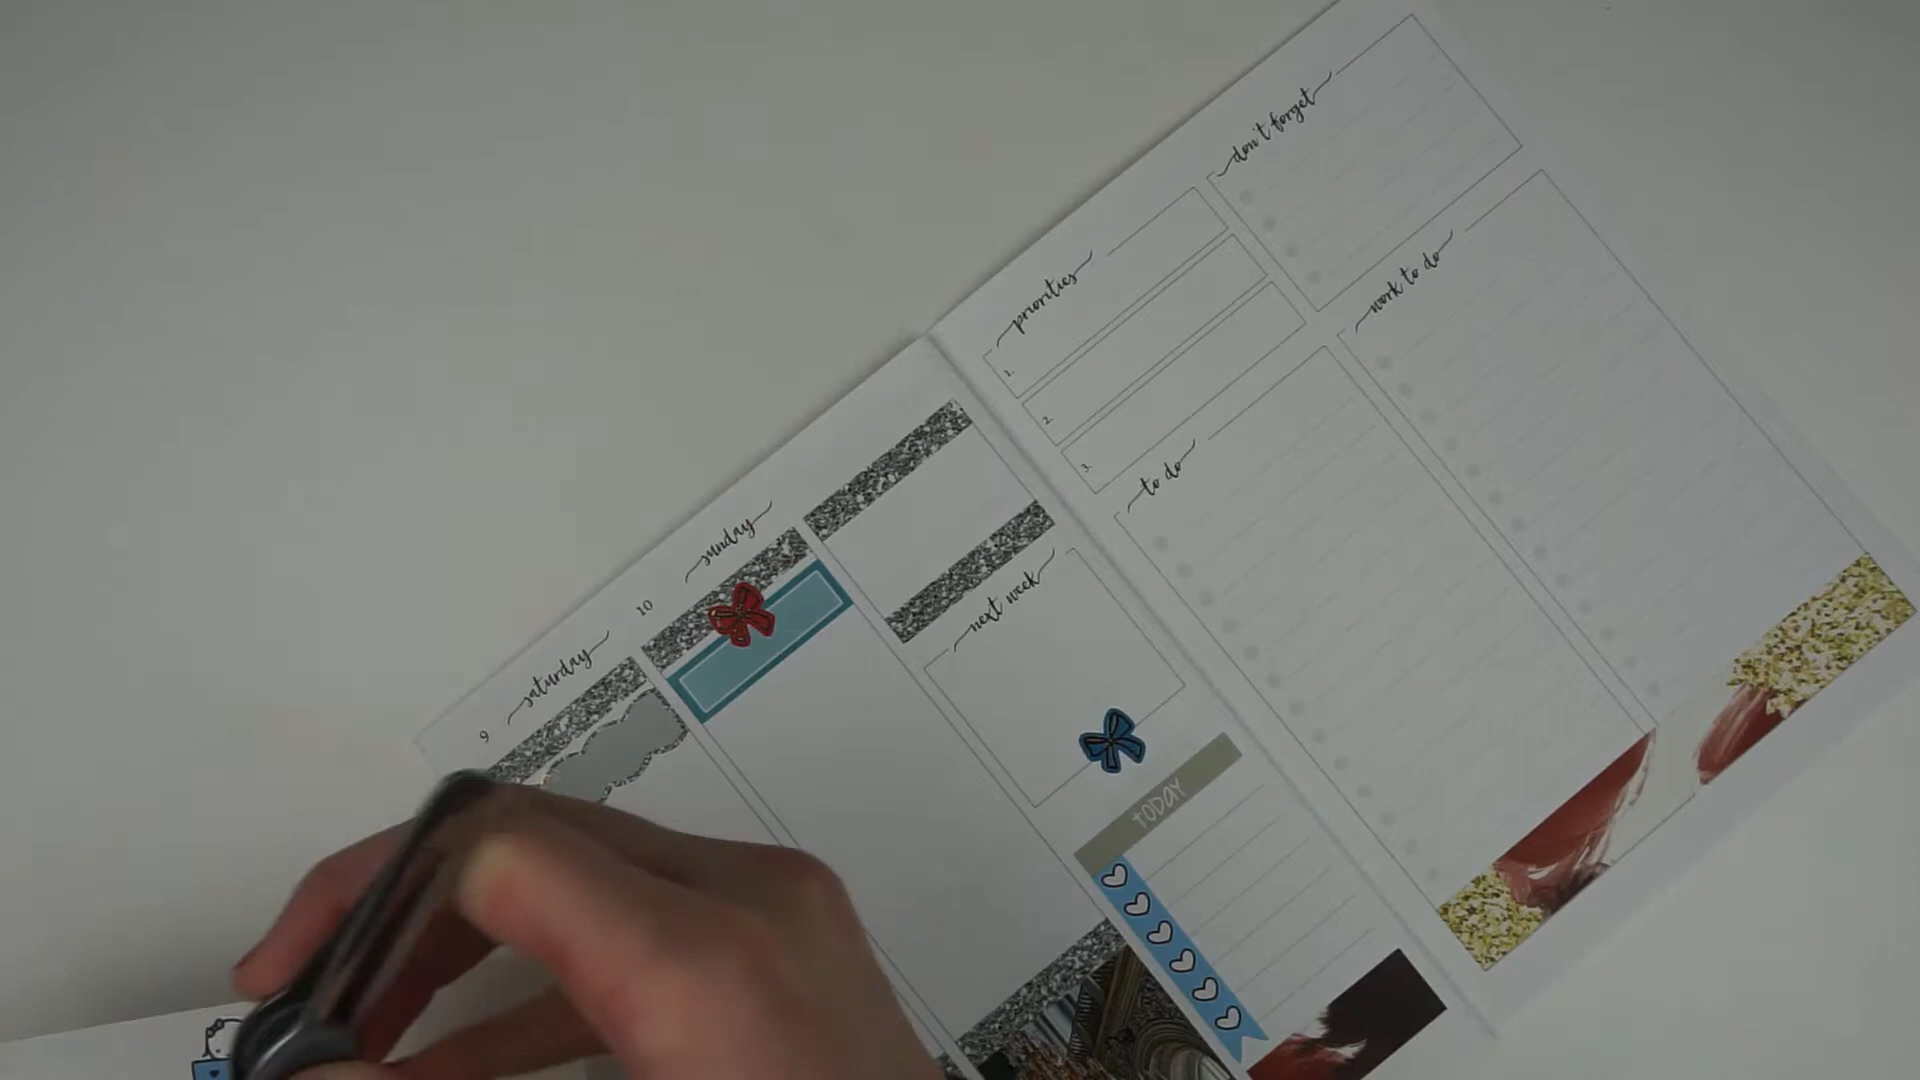 9 saturday
10 sunday
next week
TODAY
priorities
1.
2.
3.
to do
don't forget
work to do